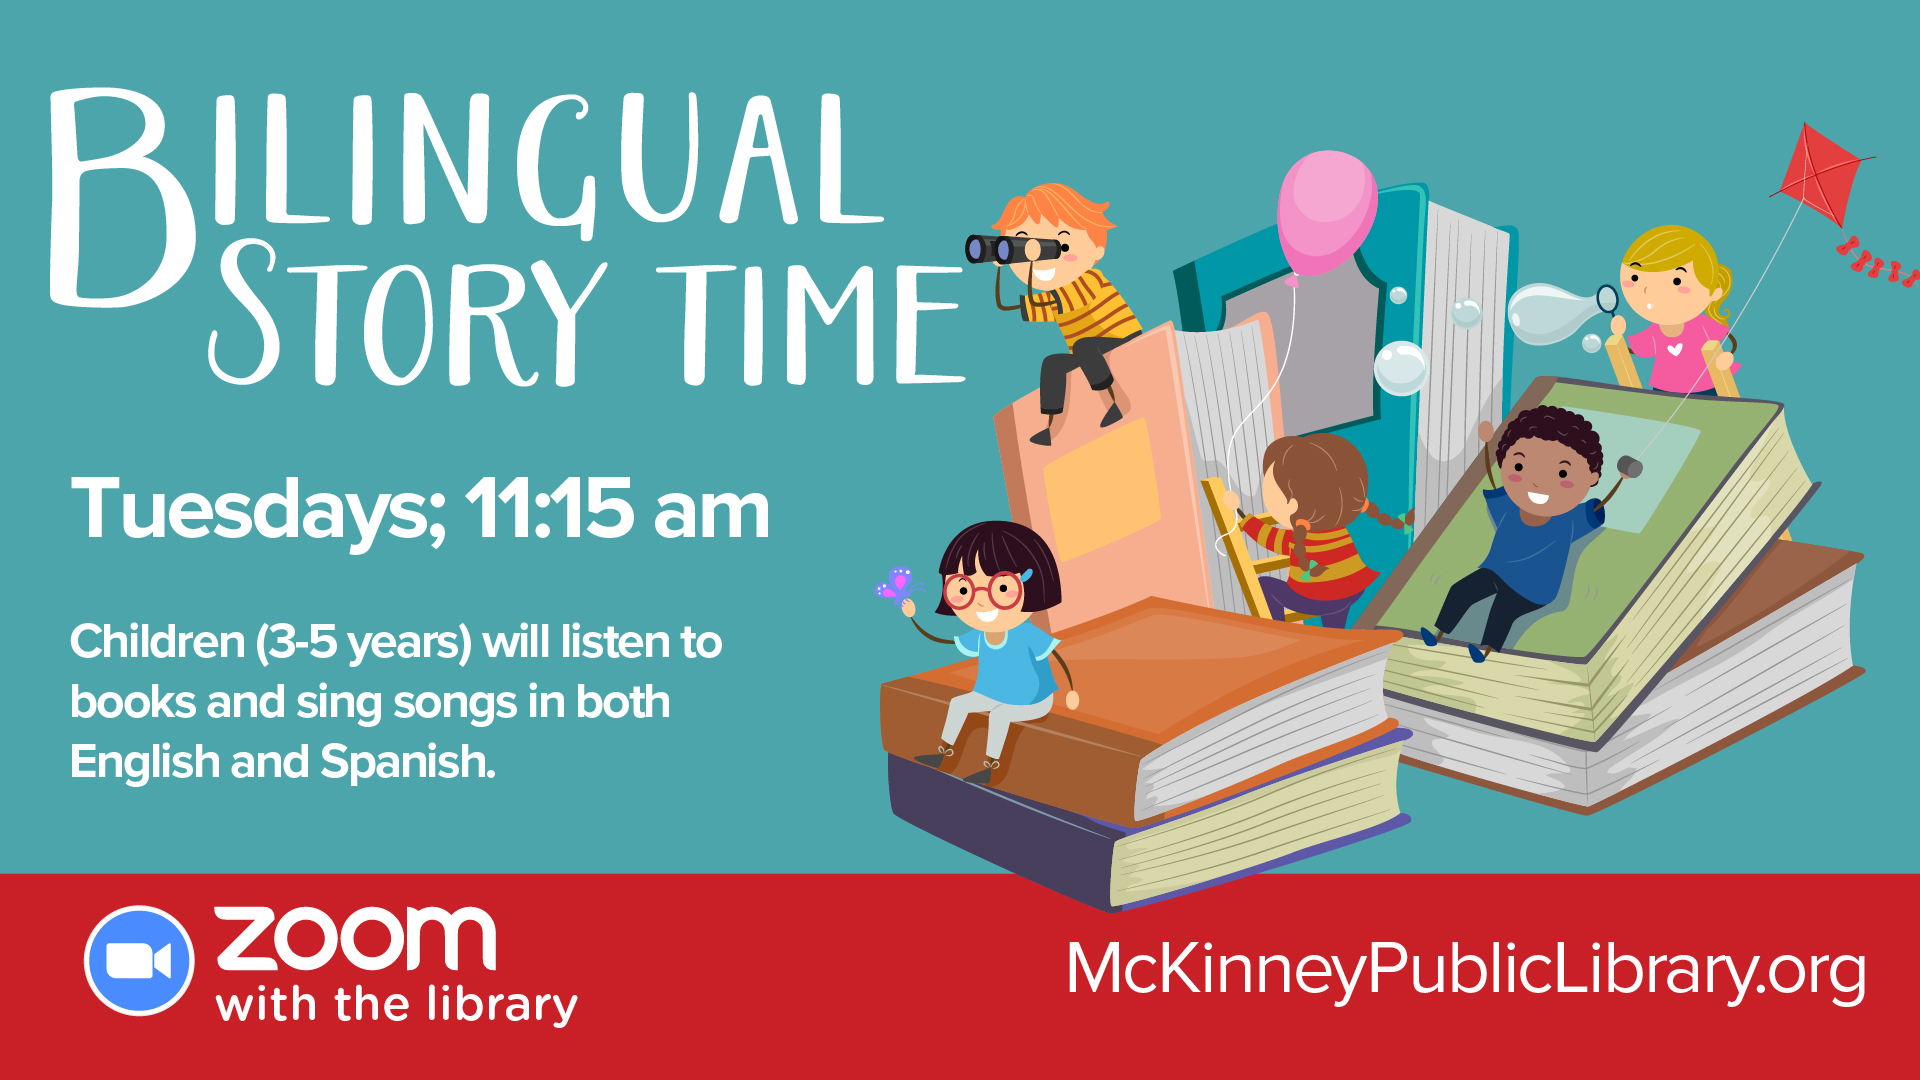 BILINGUAL
STORY TIME
Tuesdays; 11:15 am
Children (3-5 years) will listen to
books and sing songs in both
English and Spanish.
zoom
with the library
McKinneyPublicLibrary.org